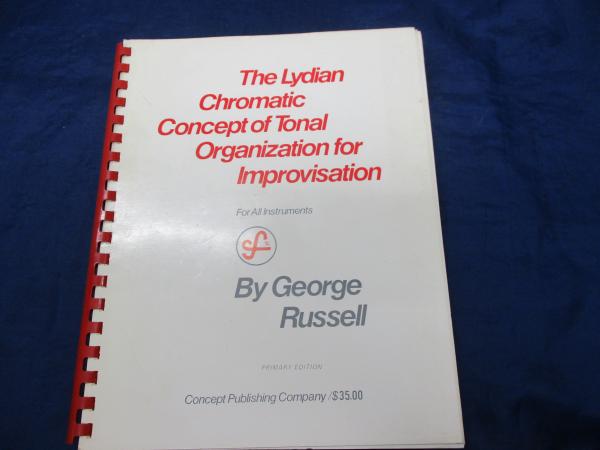 The Lydian
Chromatic
Concept of Tonal
Organization for
Improvisation
For All Instruments
By George
Russell
PRIMARY EDITION
Concept Publishing Company / $35.00